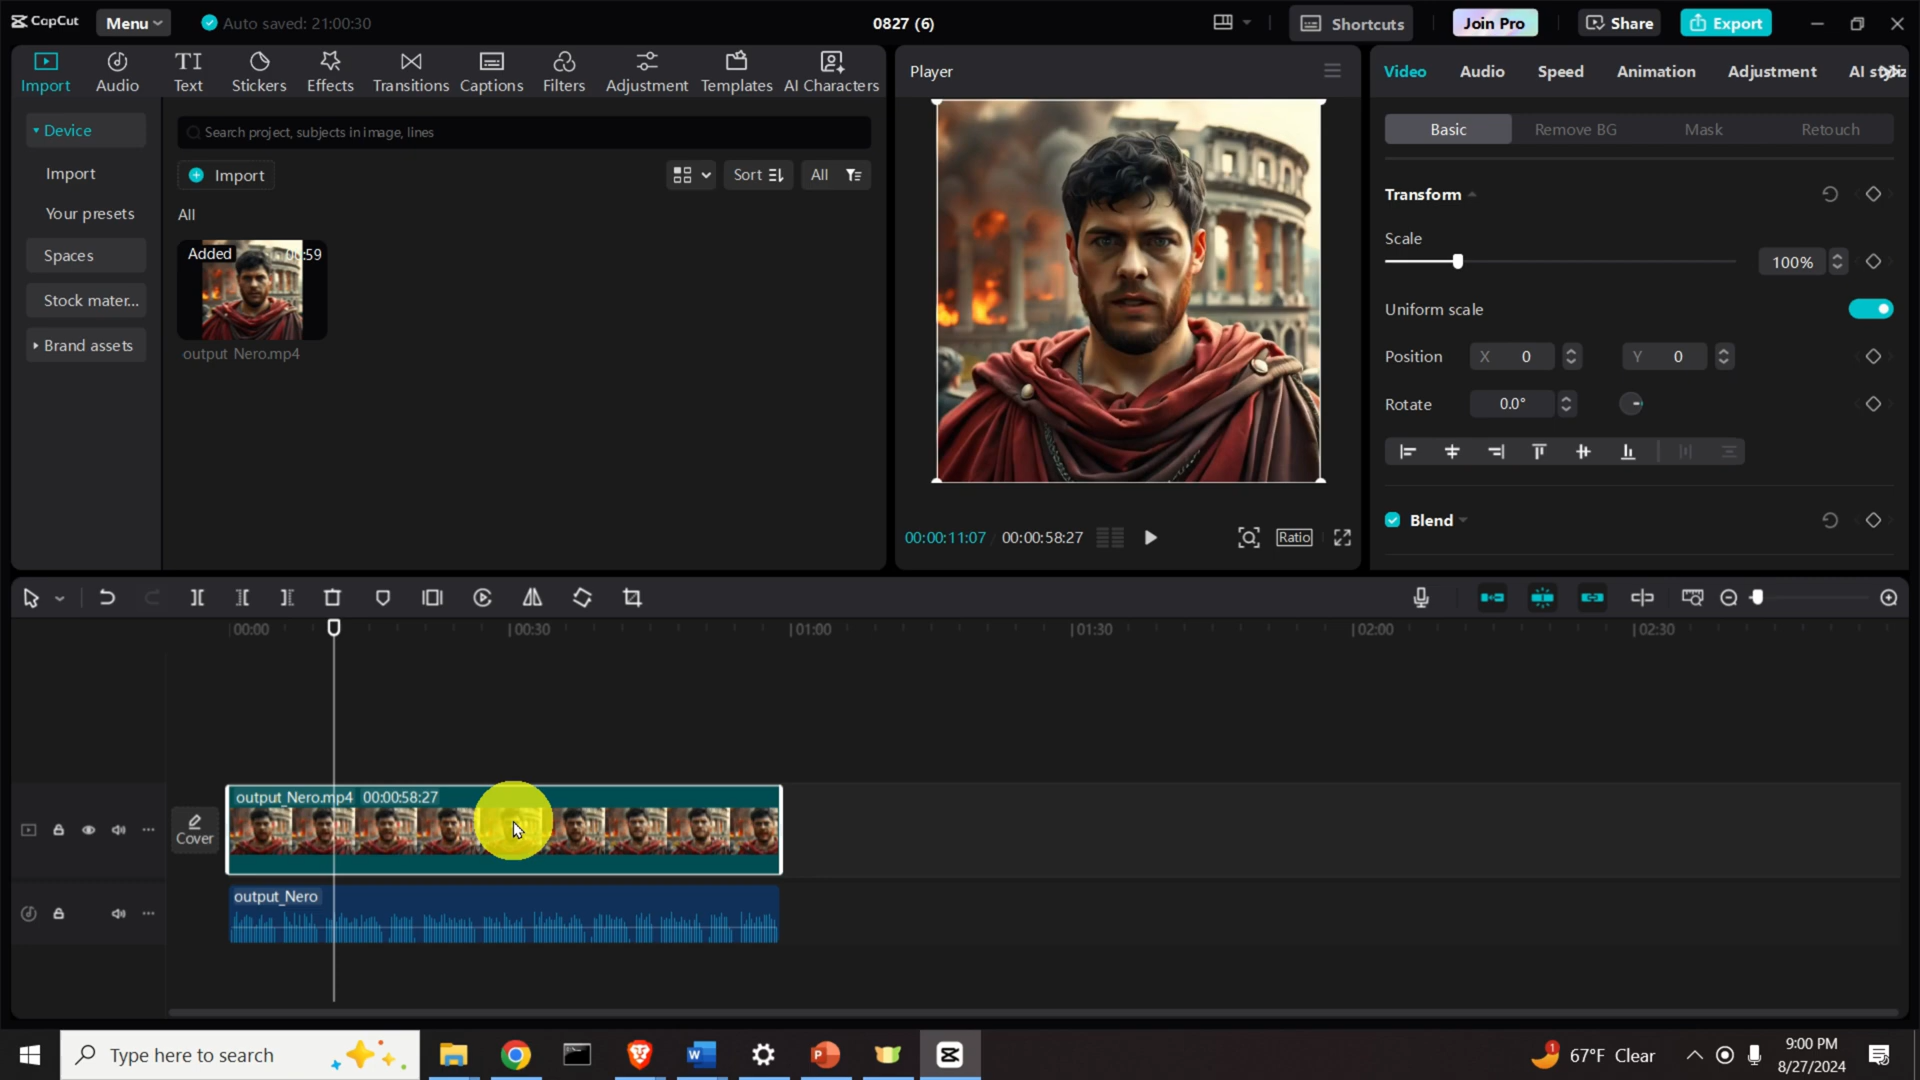 CapCut
Menu
Auto saved: 21:00:30
0827 (6)
Shortcuts
Join Pro
Share
Export
Import
Audio
Text
Stickers
Effects
Transitions
Captions
Filters
Adjustment
Templates
AI Characters
Device
Import
Your presets
Spaces
Stock mater...
Brand assets
Search project, subjects in image, lines
Import
Sort
All
All
Added
00:59
output Nero.mp4
Player
00:00:11:07
00:00:58:27
Ratio
Video
Audio
Speed
Animation
Adjustment
AI
Basic
Remove BG
Mask
Retouch
Transform
Scale
100%
Uniform scale
Position
X 0
Y 0
Rotate
0.0°
Blend
00:00
00:30
01:00
01:30
02:00
02:30
Cover
output_Nero.mp4 00:00:58:27
output_Nero
Type here to search
1
67°F Clear
9:00 PM
8/27/2024